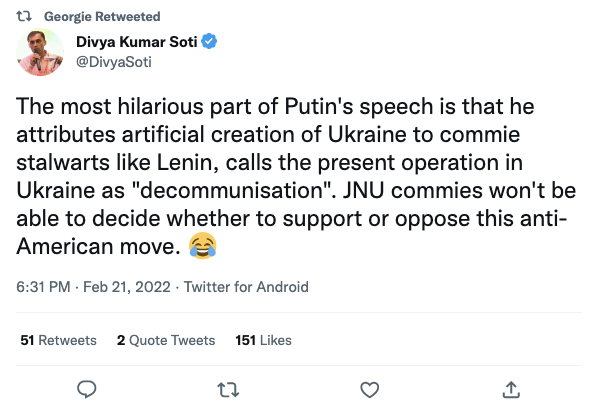 Georgie Retweeted
Divya Kumar Soti
@DivyaSoti
The most hilarious part of Putin's speech is that he
attributes artificial creation of Ukraine to commie
stalwarts like Lenin, calls the present operation in
Ukraine as "decommunisation". JNU commies won't be
able to decide whether to support or oppose this anti-
American move. 😂
6:31 PM · Feb 21, 2022 · Twitter for Android
51 Retweets 2 Quote Tweets 151 Likes